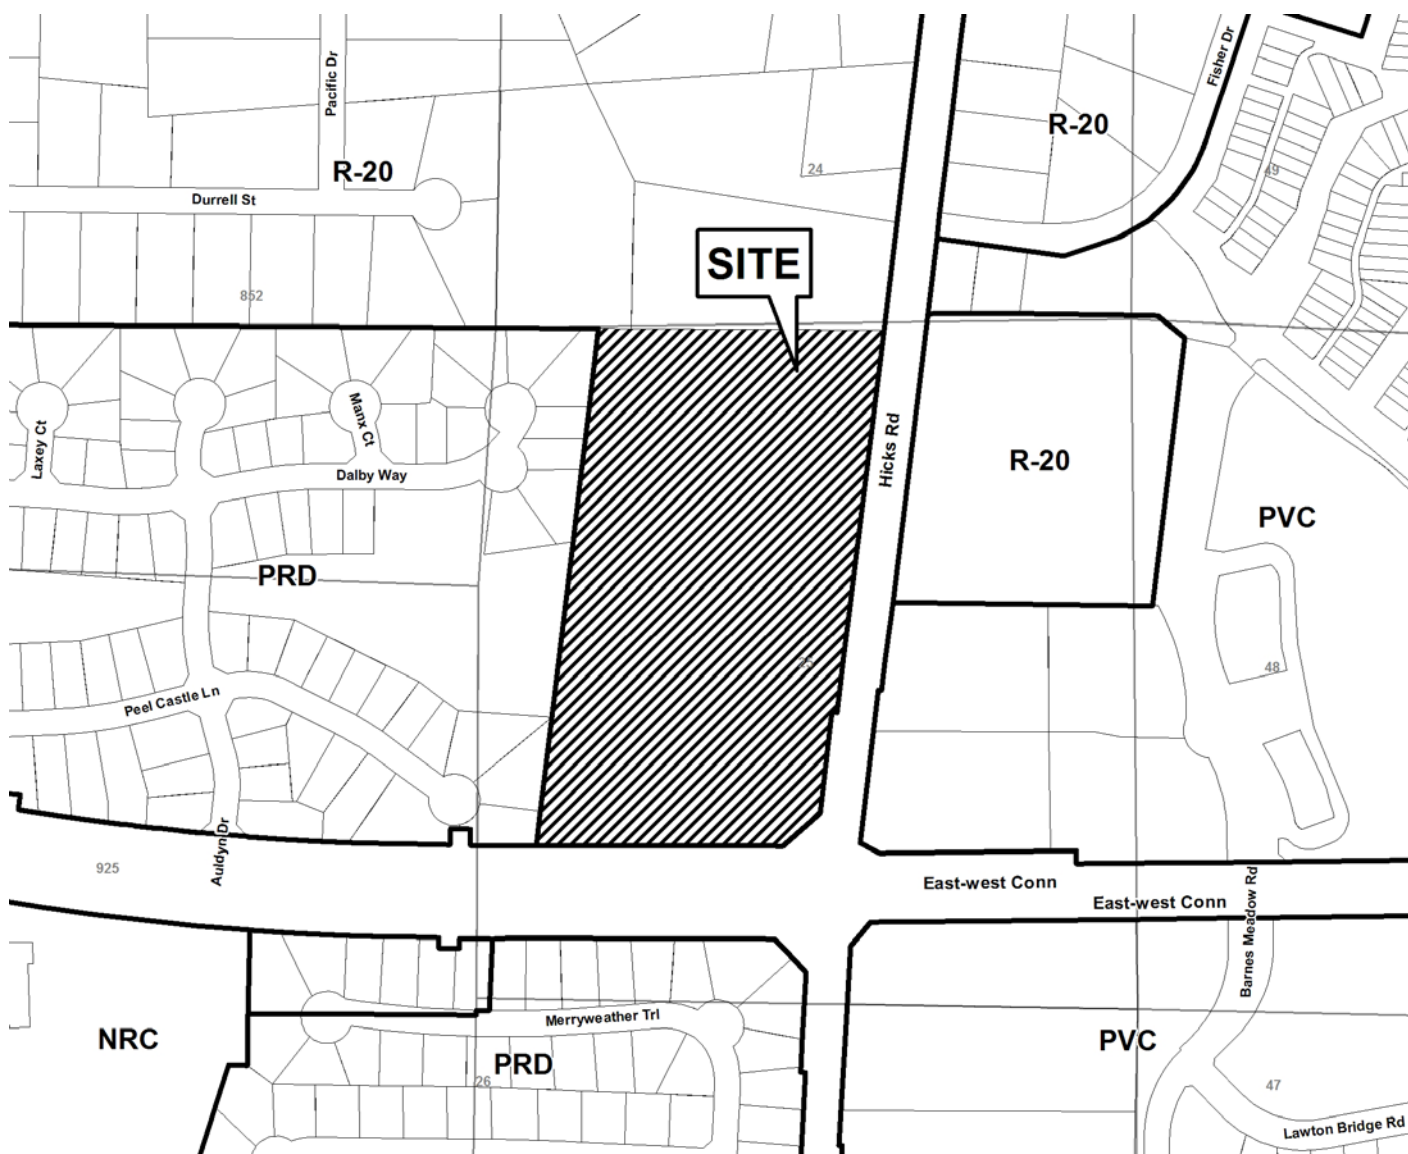 Pacific Dr
Fisher Dr
R-20
R-20
24
49
Durrell St
SITE
852
Laxey Ct
Manx Ct
Hicks Rd
R-20
Dalby Way
PVC
PRD
25
48
Peel Castle Ln
Auldyn Dr
925
East-west Conn
East-west Conn
Barnes Meadow Rd
NRC
Merryweather Trl
PRD
PVC
26
47
Lawton Bridge Rd